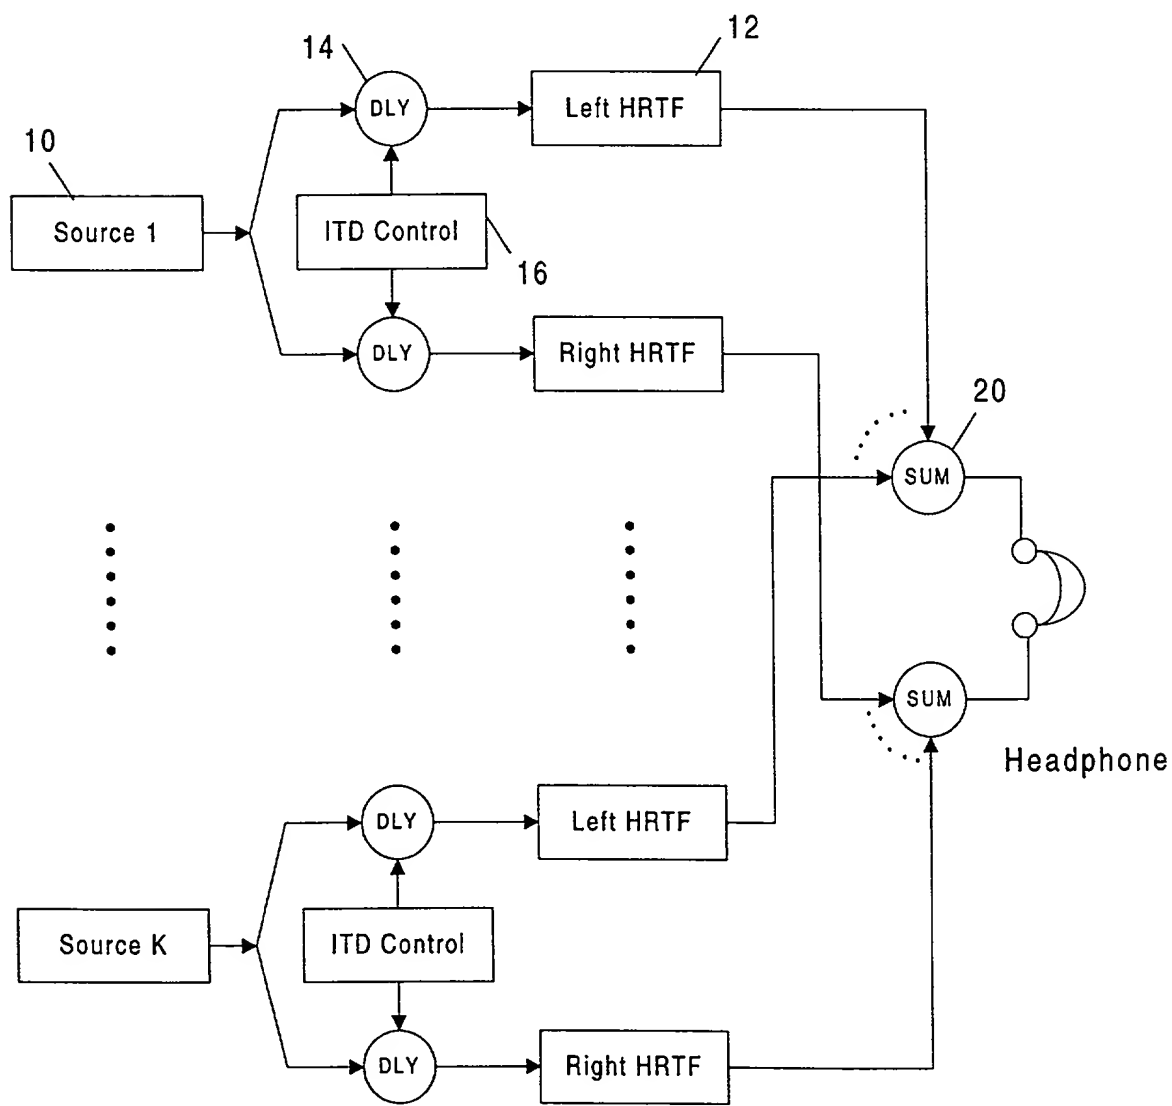 12
14
DLY
Left HRTF
10
Source 1
ITD Control
16
DLY
Right HRTF
20
SUM
SUM
Headphone
DLY
Left HRTF
Source K
ITD Control
DLY
Right HRTF